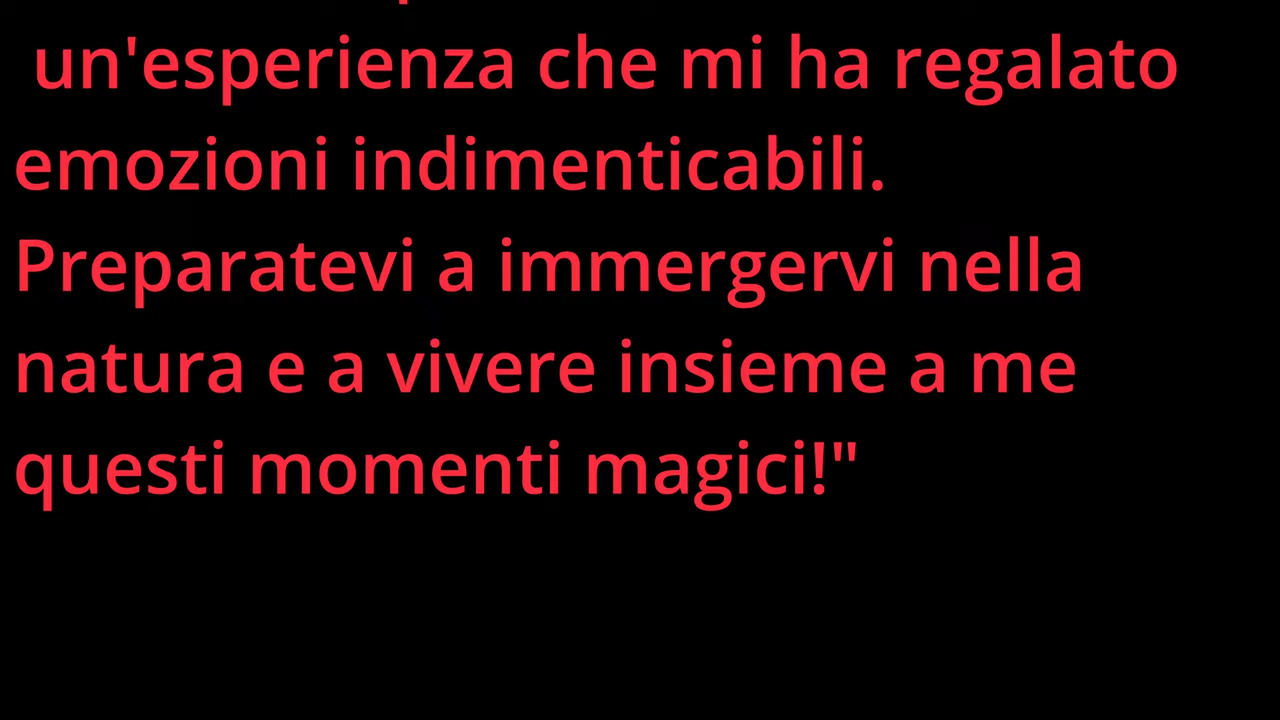 un'esperienza che mi ha regalato
emozioni indimenticabili.
Preparatevi a immergervi nella
natura e a vivere insieme a me
questi momenti magici!"